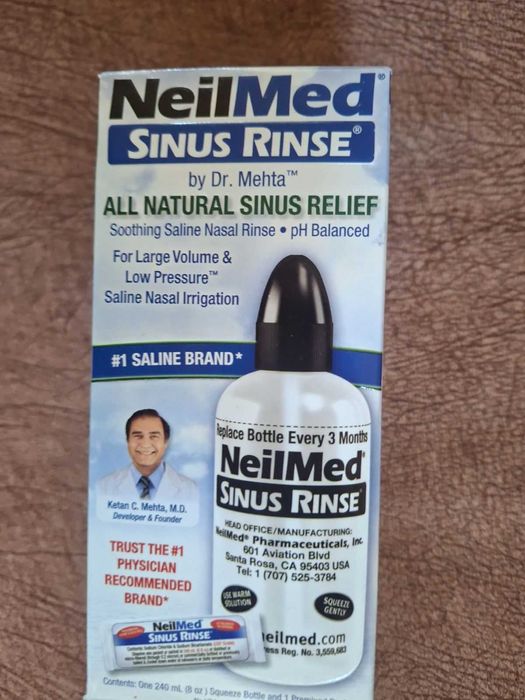 NeilMed®
SINUS RINSE®
by Dr. Mehta™
ALL NATURAL SINUS RELIEF
Soothing Saline Nasal Rinse • pH Balanced
For Large Volume &
Low Pressure™
Saline Nasal Irrigation
#1 SALINE BRAND*
Ketan C. Mehta, M.D.
Developer & Founder
TRUST THE #1
PHYSICIAN
RECOMMENDED
BRAND*
Replace Bottle Every 3 Months
NeilMed®
SINUS RINSE
HEAD OFFICE/MANUFACTURING:
NeilMed® Pharmaceuticals, Inc.
601 Aviation Blvd
Santa Rosa, CA 95403 USA
Tel: 1 (707) 525-3784
USE WARM
SOLUTION
SQUEEZE
GENTLY
neilmed.com
ess Reg. No. 3,559,683
NeilMed
SINUS RINSE
Contents: One 240 mL (8 oz) Squeeze Bottle and 1 Premixed